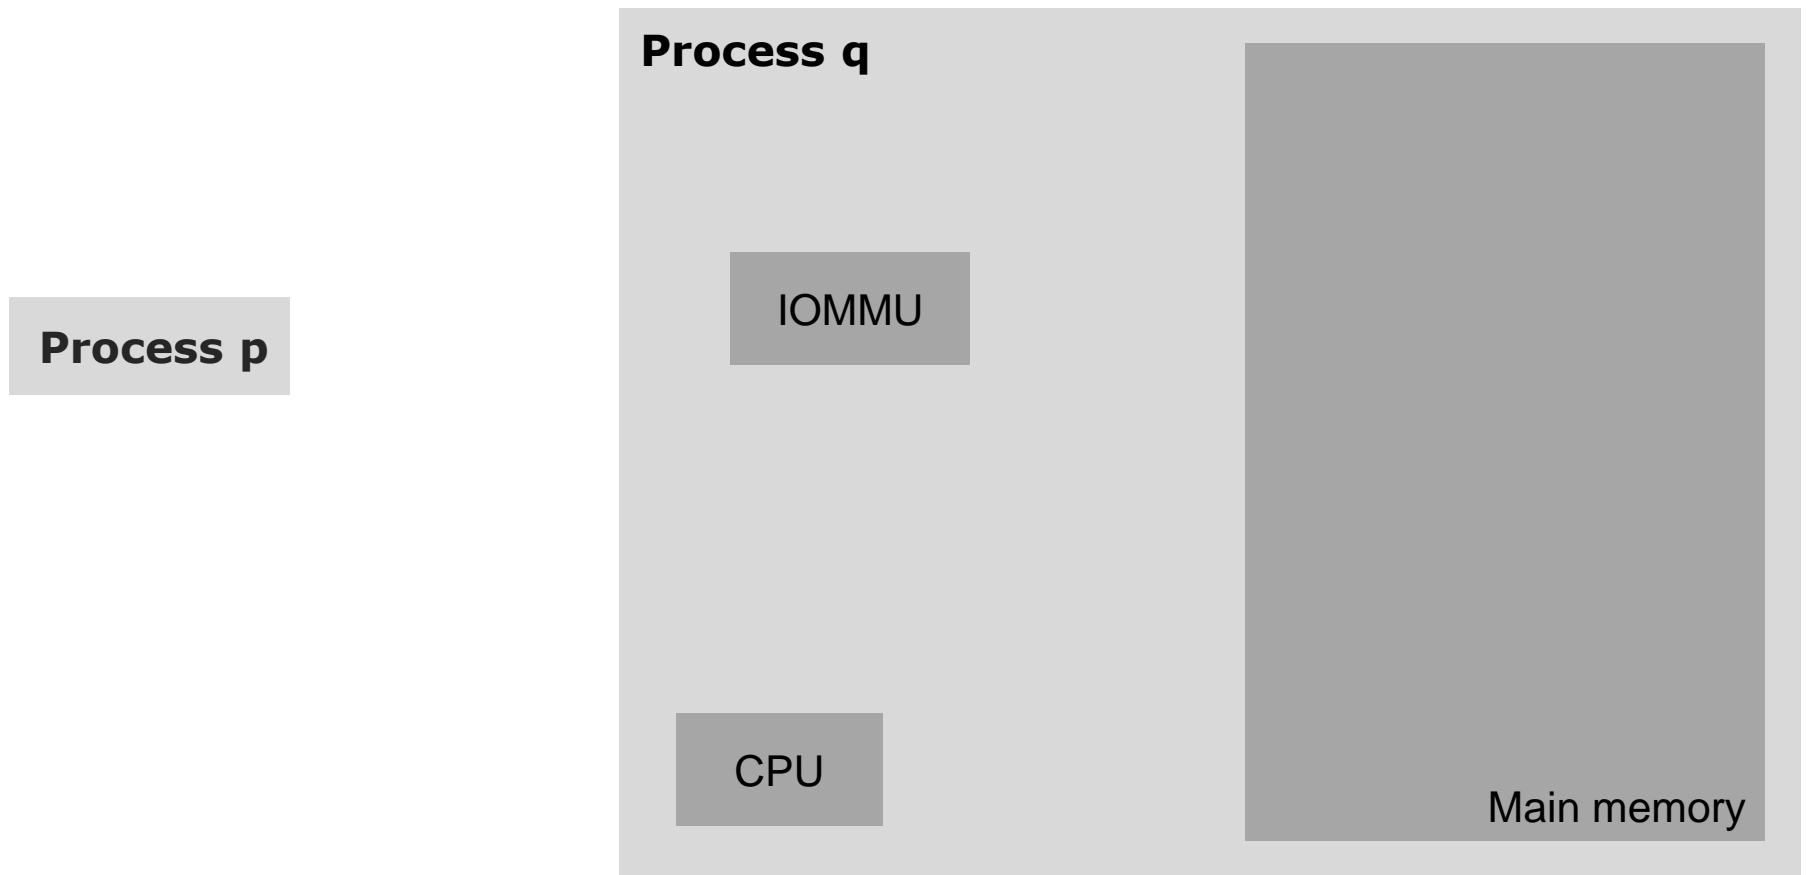 Process q
IOMMU
Process p
CPU
Main memory